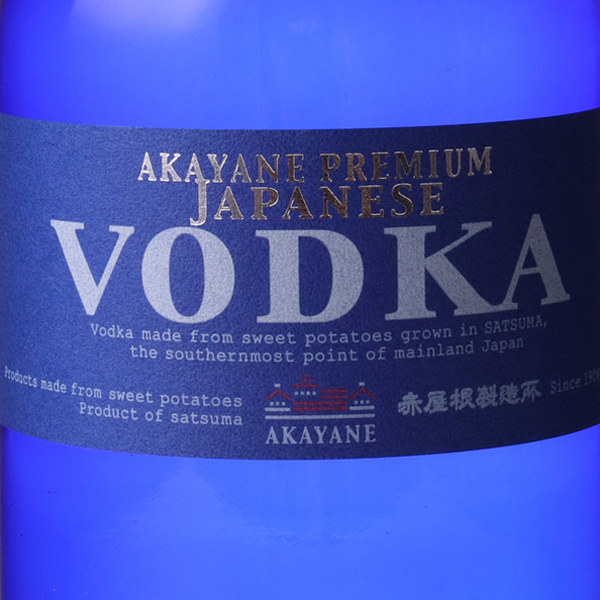 AKAYANE PREMIUM
JAPANESE
VODKA
Vodka made from sweet potatoes grown in SATSUMA,
the southernmost point of mainland Japan
Products made from sweet potatoes
Product of satsuma
AKAYANE
赤屋根製造所
Since